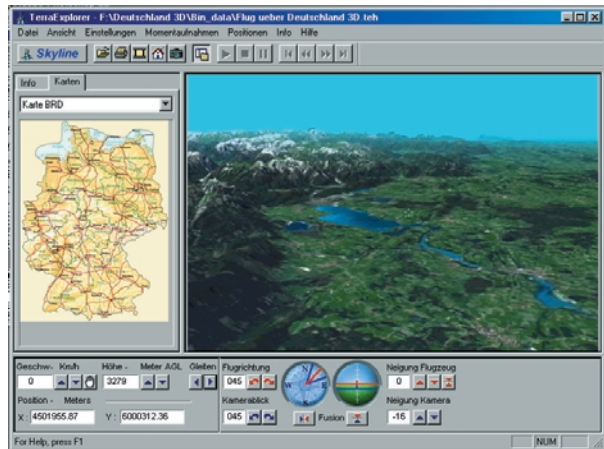 TerraExplorer - F:\Deutschland 3D\Bin_data\Flug ueber Deutschland 3D.teh
Datei Ansicht Einstellungen Momentaufnahmen Positionen Info Hilfe
Skyline
Info Karten
Karte BRD
Geschw- Km/h Höhe - Meter AGL Gleiten
0 3279
Position - Meters
X: 4501955.87 Y: 6000312.36
Flugrichtung
045
Kamerablick
045
N
W E
Fusion
Neigung Flugzeug
0
Neigung Kamera
-16
For Help, press F1
NUM